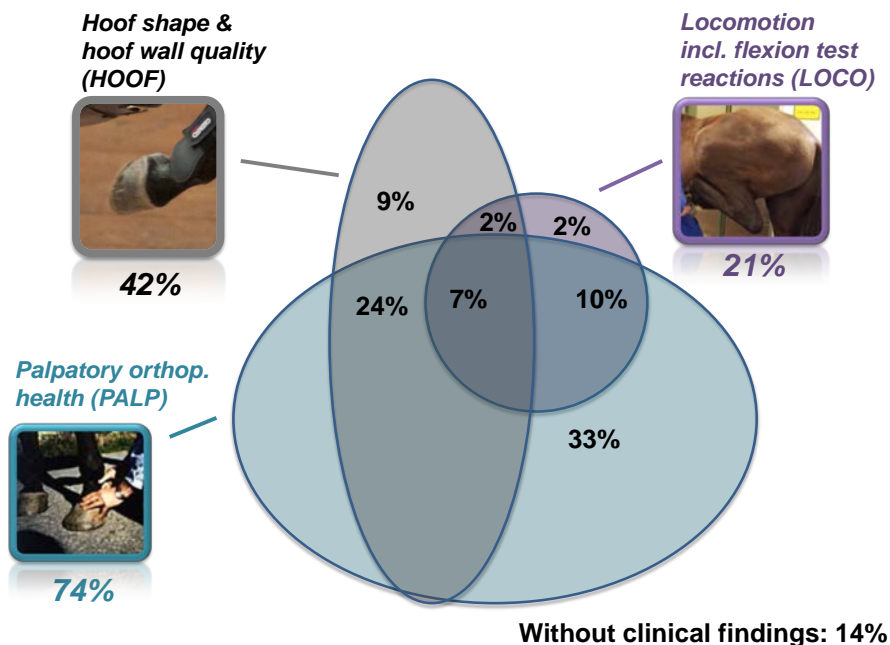 Hoof shape &
hoof wall quality
(HOOF)
42%
Locomotion
incl. flexion test
reactions (LOCO)
21%
9%
2%
2%
24%
7%
10%
33%
Palpatory orthop.
health (PALP)
74%
Without clinical findings: 14%